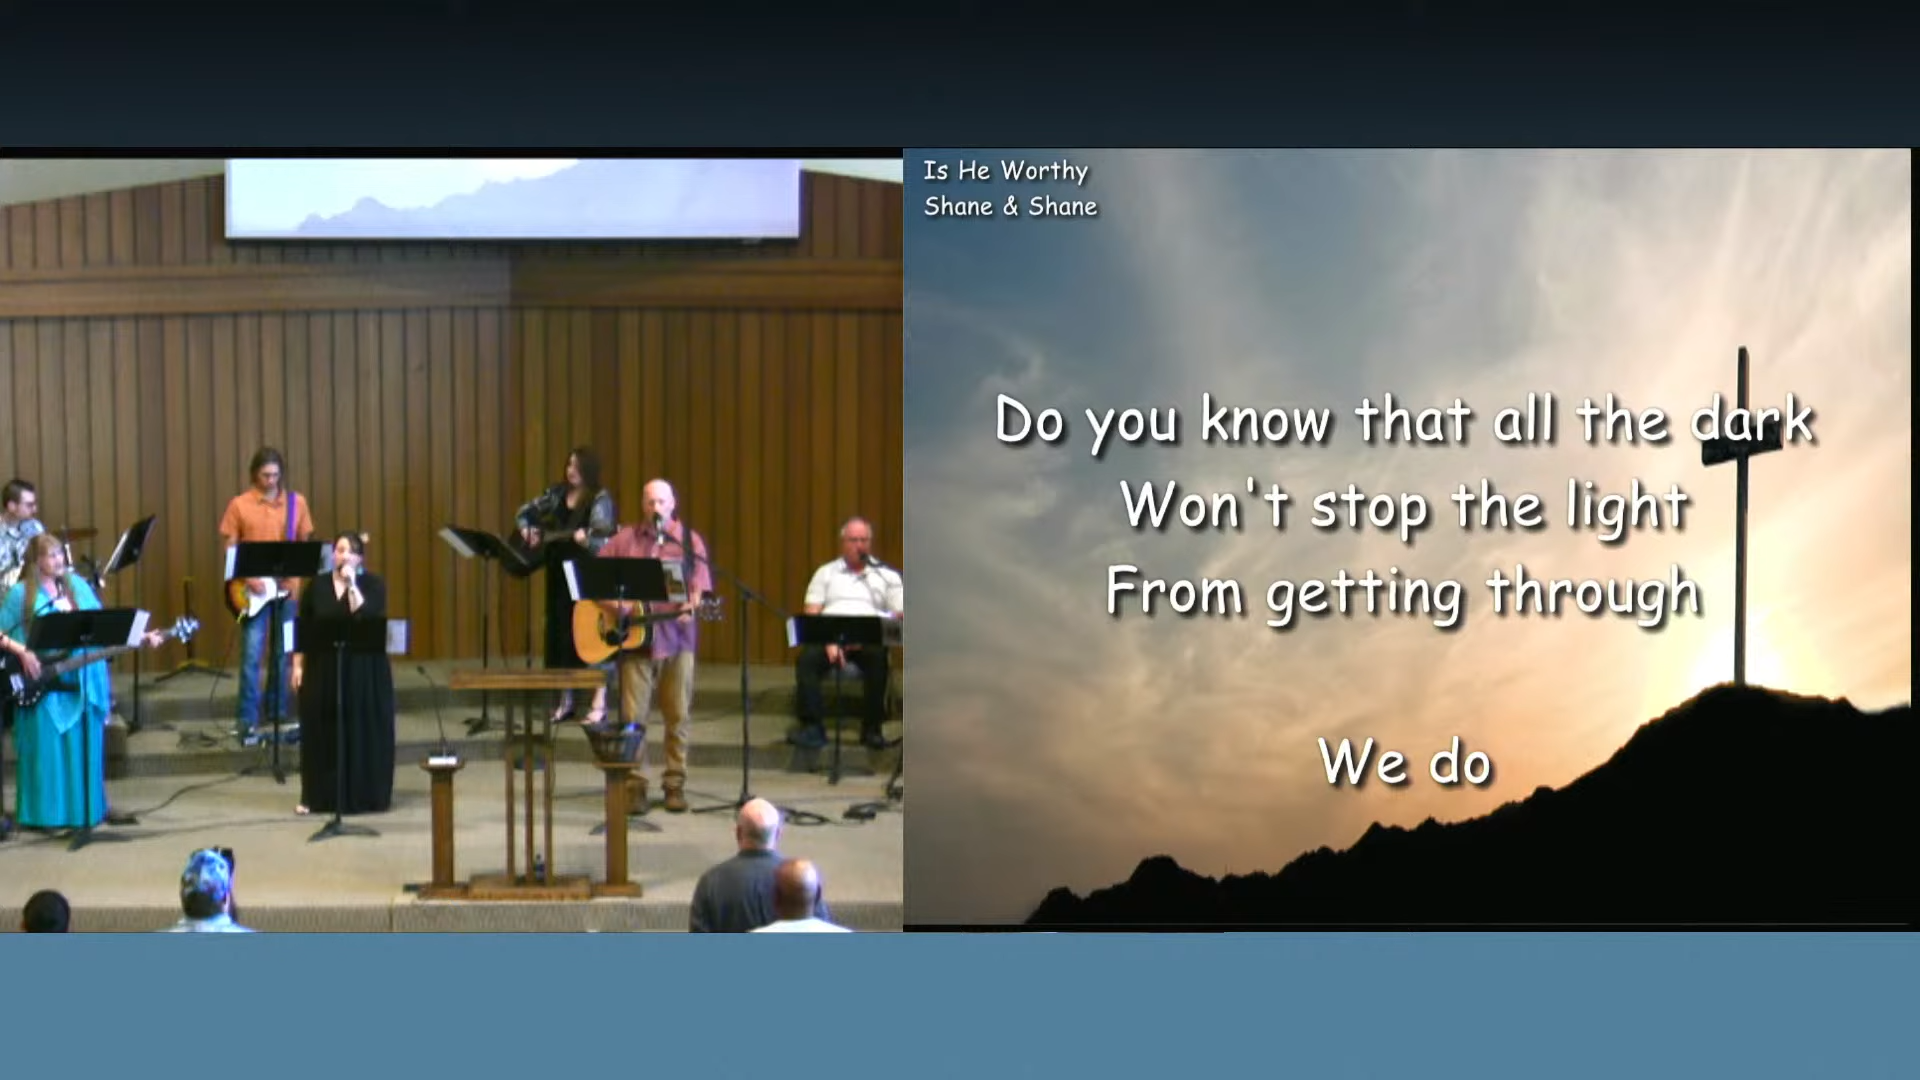 Is He Worthy
Shane & Shane
Do you know that all the dark
Won't stop the light
From getting through
We do